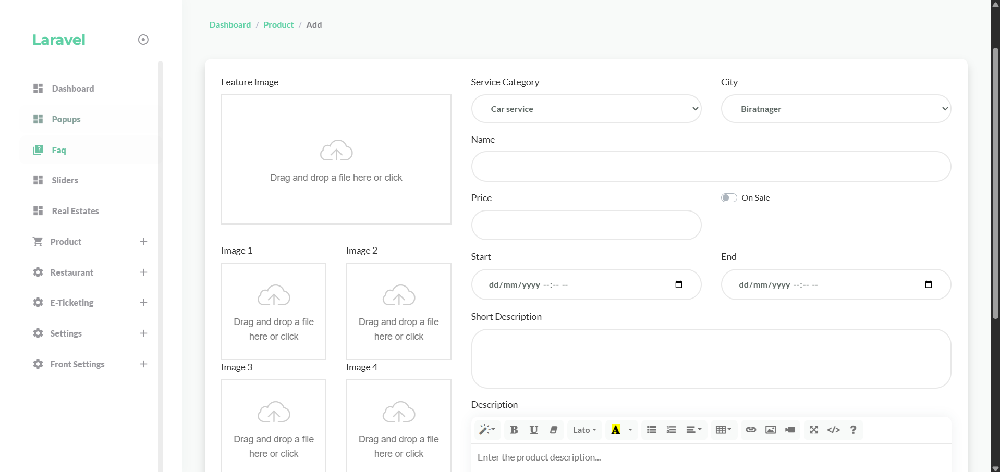 Laravel
Dashboard
Popups
Faq
Sliders
Real Estates
Product
Restaurant
E-Ticketing
Settings
Front Settings
Dashboard / Product / Add
Feature Image
Drag and drop a file here or click
Image 1
Drag and drop a file
here or click
Image 2
Drag and drop a file
here or click
Image 3
Drag and drop a file
here or click
Image 4
Drag and drop a file
here or click
Service Category
Car service
City
Biratnager
Name
Price
On Sale
Start
dd/mm/yyyy --:-- --
End
dd/mm/yyyy --:-- --
Short Description
Description
B U Lato A </> ?
Enter the product description...